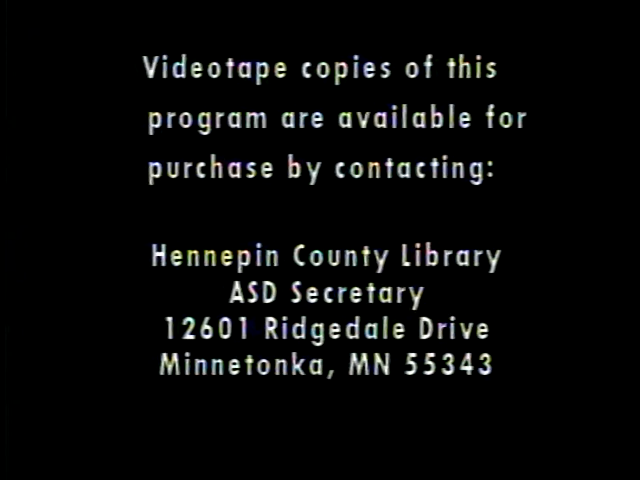 Videotape copies of this
program are available for
purchase by contacting:
Hennepin County Library
ASD Secretary
12601 Ridgedale Drive
Minnetonka, MN 55343